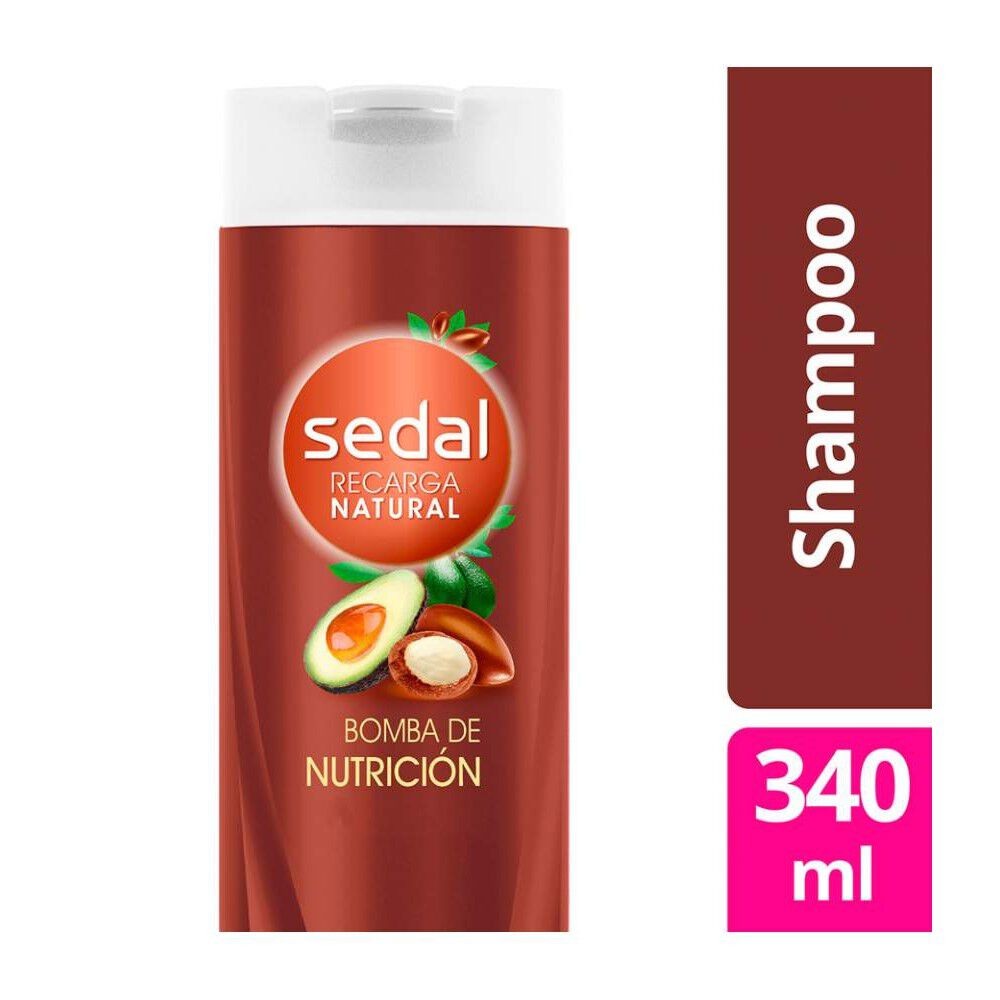 sedal
RECARGA
NATURAL
BOMBA DE
NUTRICIÓN
Shampoo
340
ml